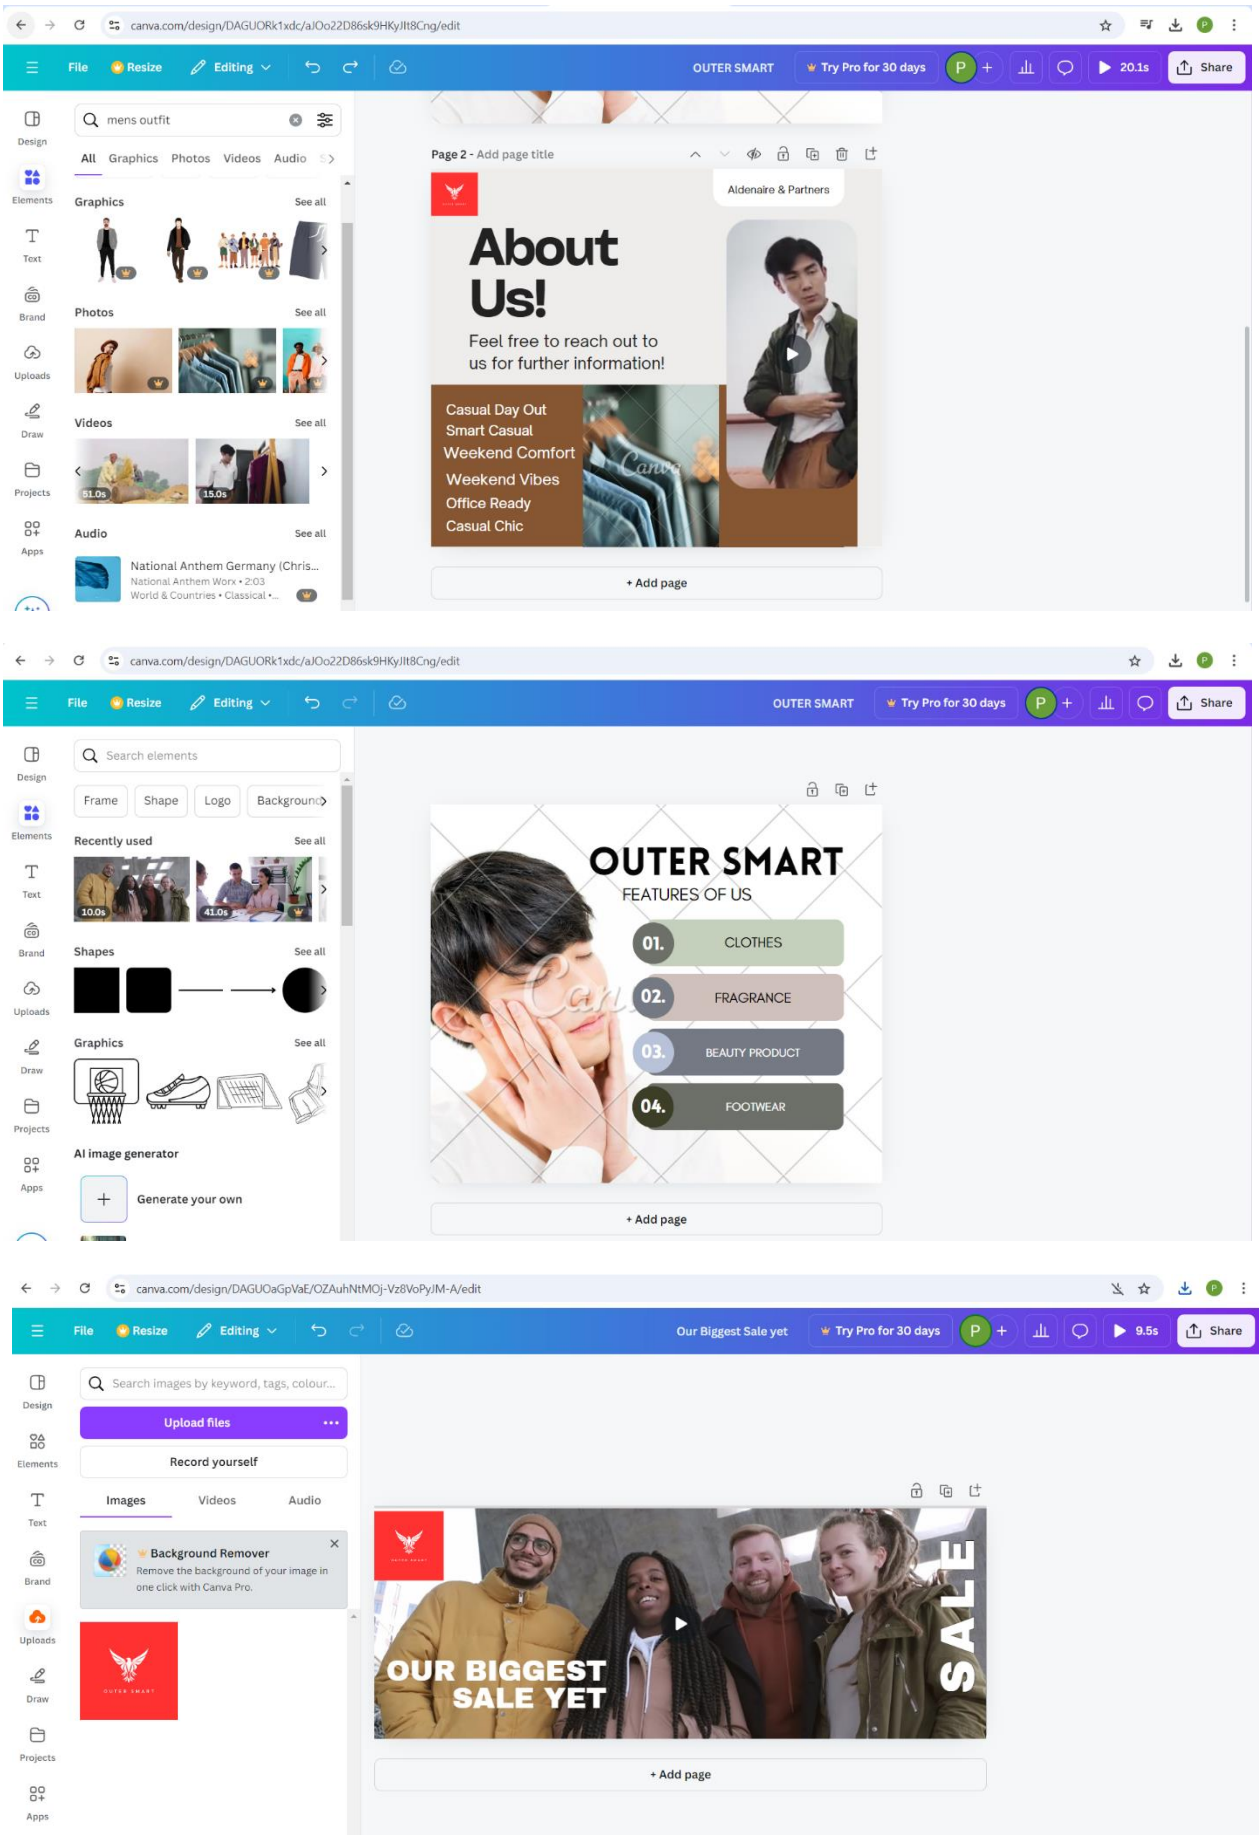 canva.com/design/DAGUORk1xdc/aJOo22D86sk9HKyJIt8Cng/edit
P
File Resize Editing OUTER SMART Try Pro for 30 days P + 20.1s Share
Design
Elements
Text
Brand
Uploads
Draw
Projects
Apps
mens outfit
All Graphics Photos Videos Audio
Graphics See all
Photos See all
Videos See all
51.0s 15.0s
Audio See all
National Anthem Germany (Chris...
National Anthem Worx • 2:03
World & Countries • Classical •...
Page 2 - Add page title
OUTER SMART
Aldenaire & Partners
About
Us!
Feel free to reach out to
us for further information!
Casual Day Out
Smart Casual
Weekend Comfort
Weekend Vibes
Office Ready
Casual Chic
Canva
+ Add page
canva.com/design/DAGUORk1xdc/aJOo22D86sk9HKyJIt8Cng/edit
P
File Resize Editing OUTER SMART Try Pro for 30 days P + Share
Design
Elements
Text
Brand
Uploads
Draw
Projects
Apps
Search elements
Frame Shape Logo Background
Recently used See all
10.0s 41.0s
Shapes See all
Graphics See all
AI image generator
+ Generate your own
OUTER SMART
FEATURES OF US
01. CLOTHES
02. FRAGRANCE
03. BEAUTY PRODUCT
04. FOOTWEAR
+ Add page
canva.com/design/DAGUOaGpVaE/OZAuhNtMOj-Vz8VoPyJM-A/edit
P
File Resize Editing Our Biggest Sale yet Try Pro for 30 days P + 9.5s Share
Design
Elements
Text
Brand
Uploads
Draw
Projects
Apps
Search images by keyword, tags, colour...
Upload files
Record yourself
Images Videos Audio
Background Remover
Remove the background of your image in
one click with Canva Pro.
OUTER SMART
OUTER SMART
OUR BIGGEST
SALE YET
SALE
+ Add page